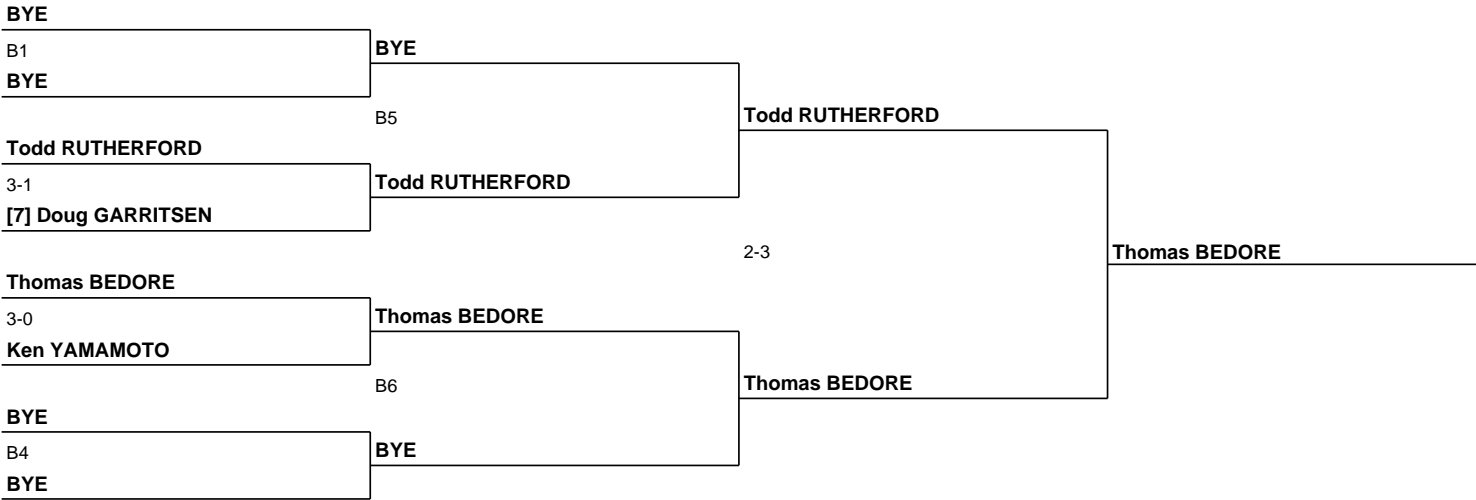 BYE
B1
BYE
BYE
B5
Todd RUTHERFORD
Todd RUTHERFORD
3-1
Todd RUTHERFORD
[7] Doug GARRITSEN
2-3
Thomas BEDORE
Thomas BEDORE
3-0
Thomas BEDORE
Ken YAMAMOTO
B6
Thomas BEDORE
BYE
B4
BYE
BYE